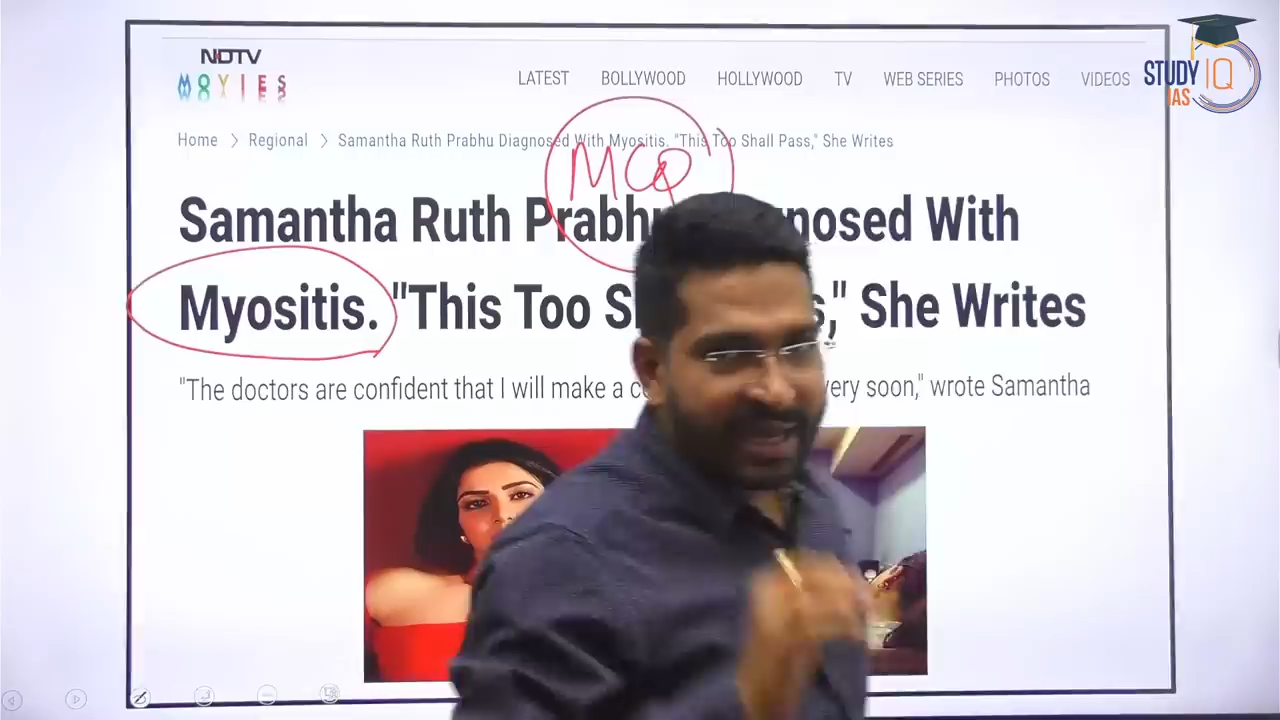 NDTV
MOVIES
LATEST BOLLYWOOD HOLLYWOOD TV WEB SERIES PHOTOS VIDEOS
STUDY IQ
IAS
Home > Regional > Samantha Ruth Prabhu Diagnosed With Myositis. "This Too Shall Pass," She Writes
MCQ
Samantha Ruth Prabhu nosed With
Myositis. "This Too S s," She Writes
"The doctors are confident that I will make a c very soon," wrote Samantha